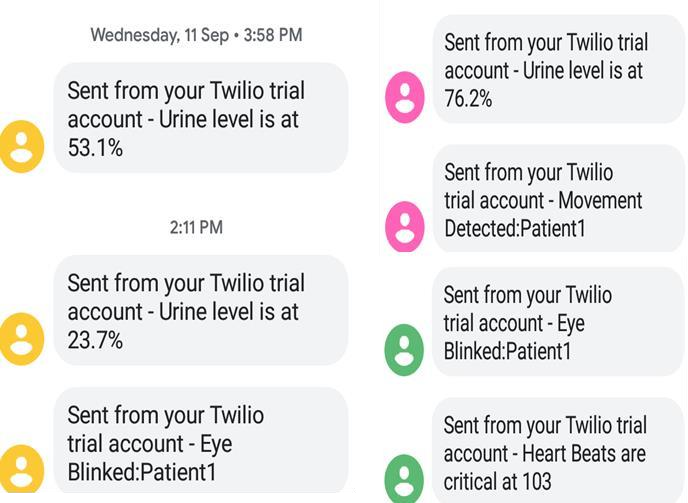 Wednesday, 11 Sep • 3:58 PM
Sent from your Twilio trial
account - Urine level is at
53.1%
2:11 PM
Sent from your Twilio trial
account - Urine level is at
23.7%
Sent from your Twilio
trial account - Eye
Blinked:Patient1
Sent from your Twilio trial
account - Urine level is at
76.2%
Sent from your Twilio
trial account - Movement
Detected:Patient1
Sent from your Twilio
trial account - Eye
Blinked:Patient1
Sent from your Twilio trial
account - Heart Beats are
critical at 103